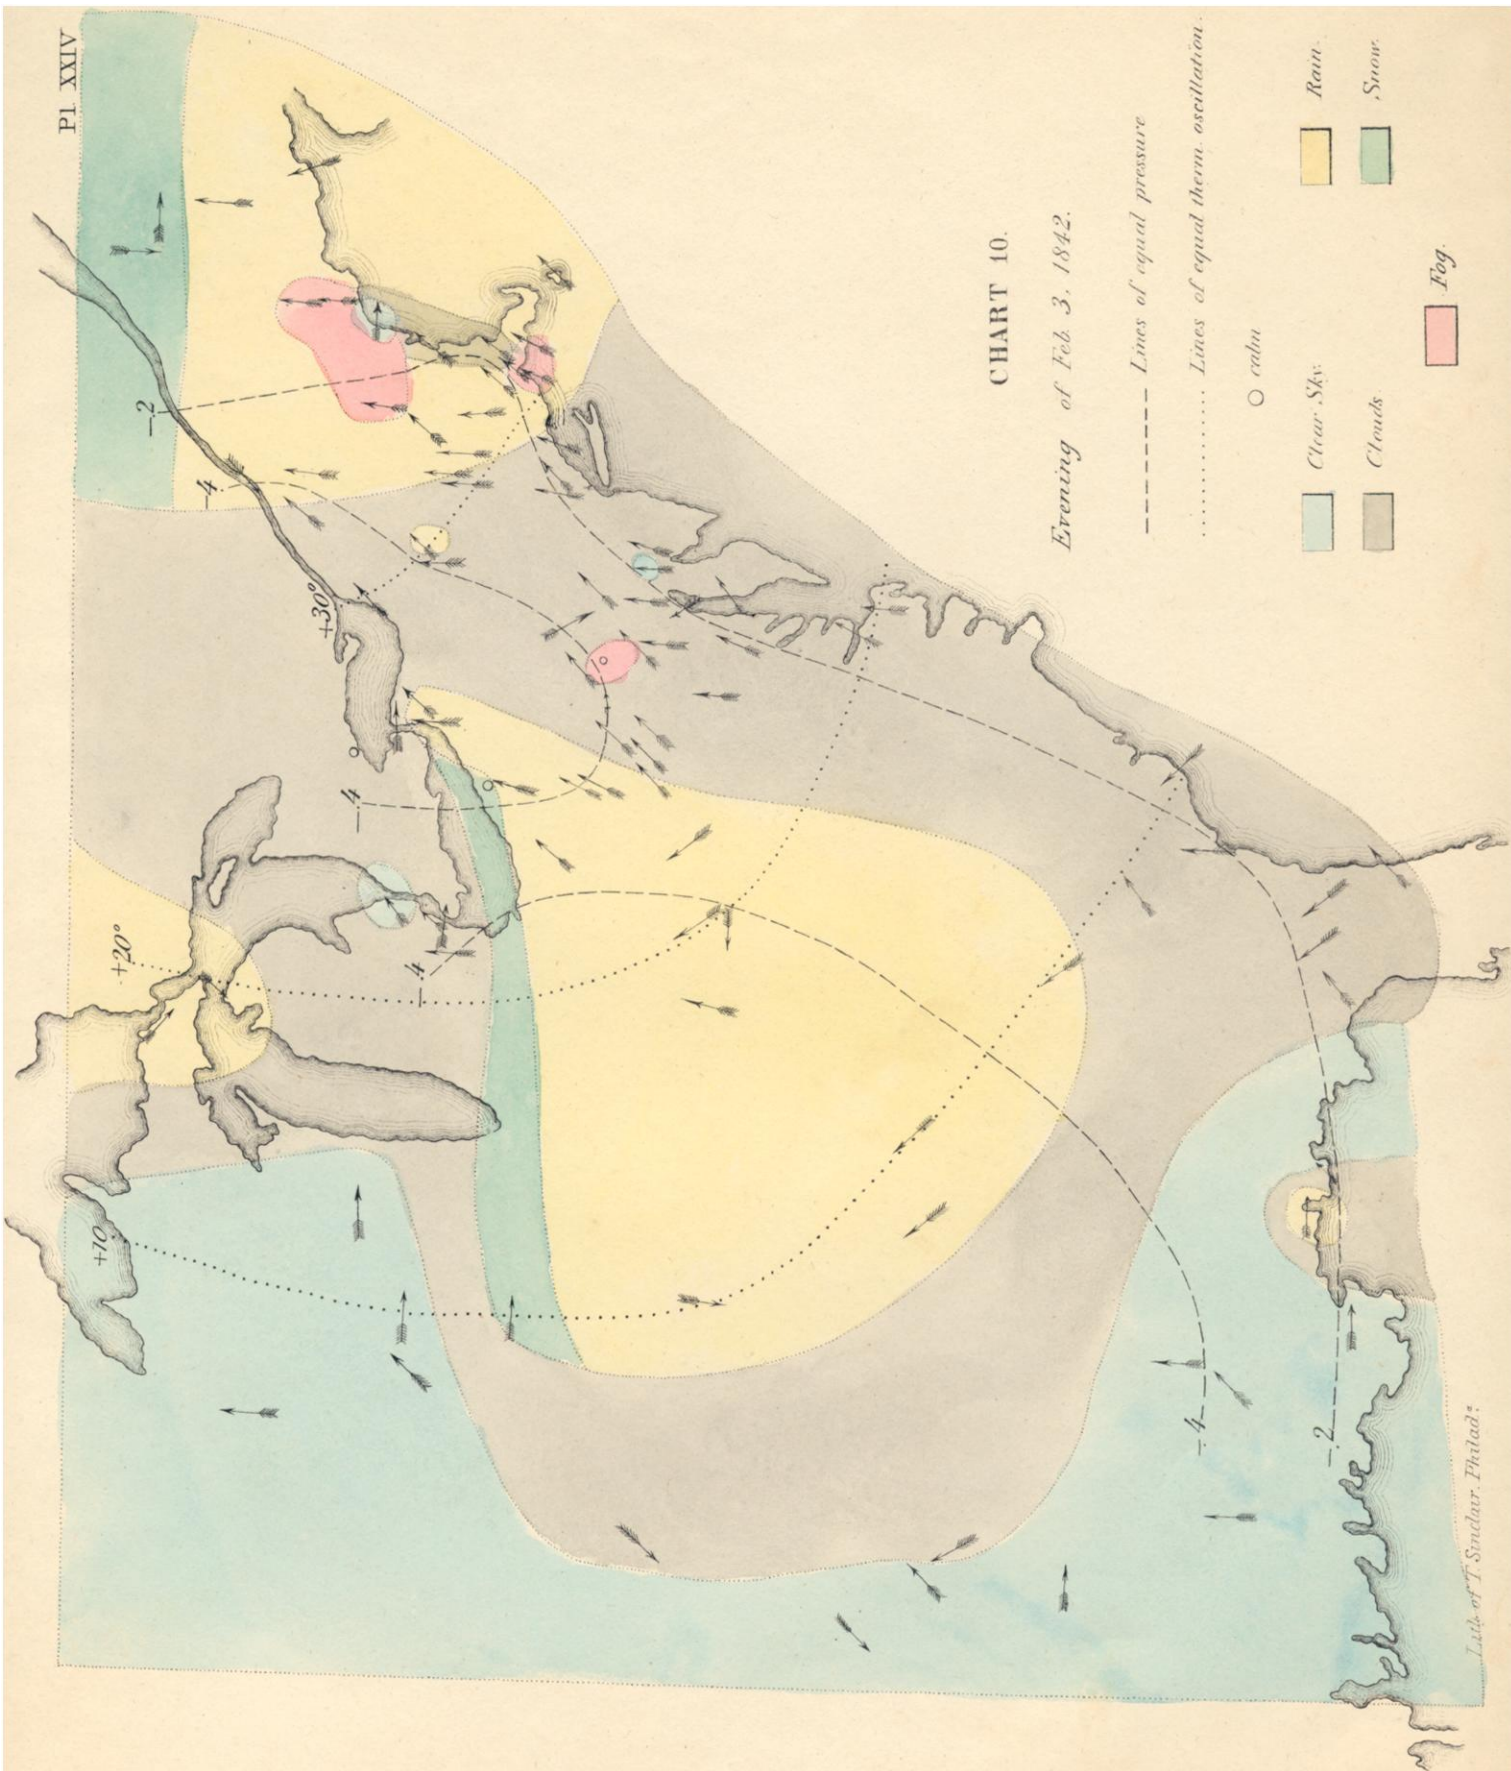 Pl XXIV
CHART 10.
Evening of Feb. 3. 1842.
Lines of equal pressure
Lines of equal therm. oscillation.
calm
Clear Sky.
Rain.
Clouds
Snow.
Fog.
-.2
-.4
+30°
-.4
+20°
-.4
+10
-.4
-.2
Lith. of T. Sinclair, Philadª.